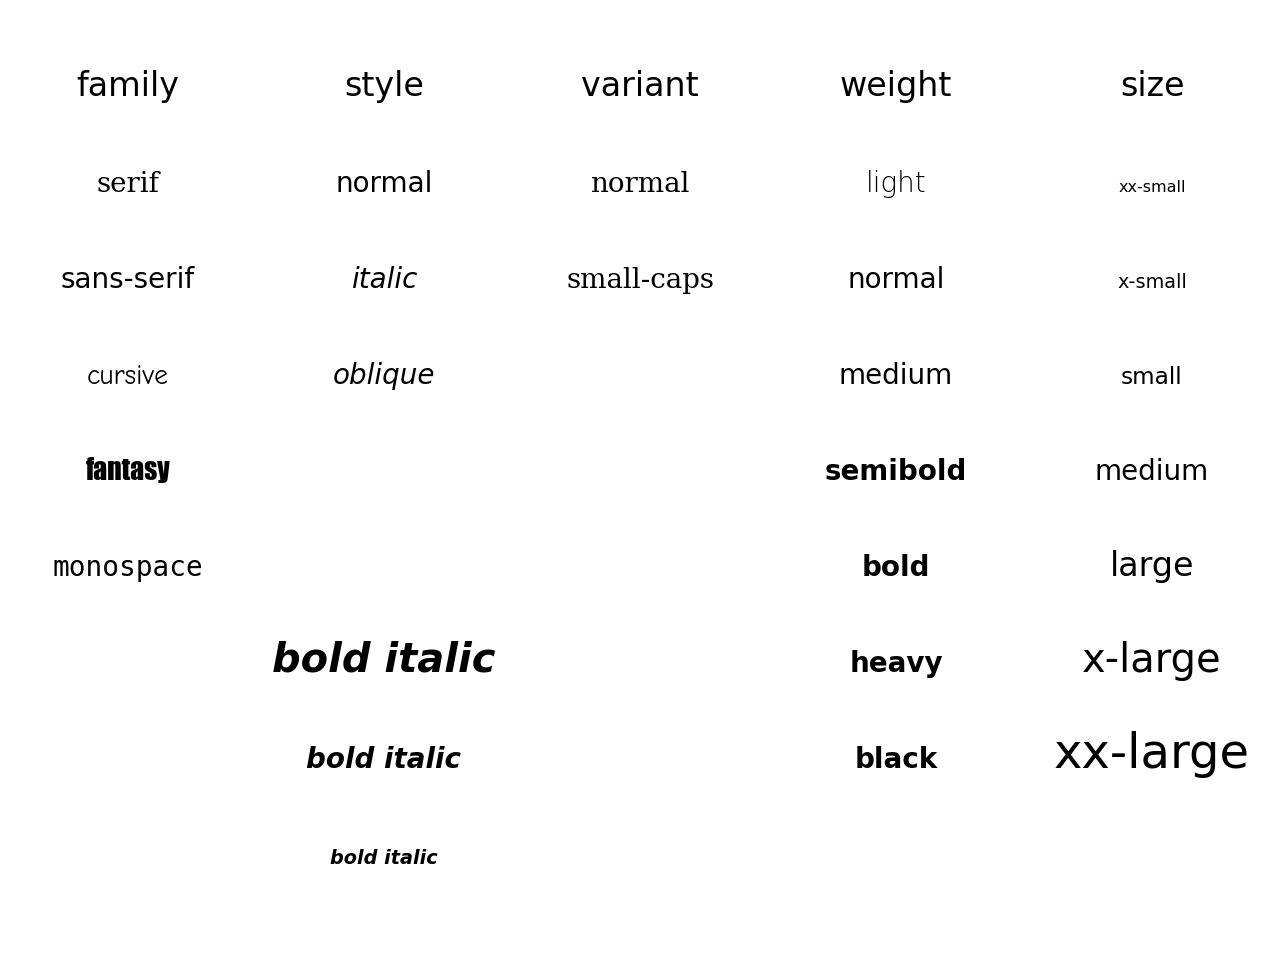 family style variant weight size
serif normal normal light xx-small
sans-serif italic small-caps normal x-small
cursive oblique medium small
fantasy semibold medium
monospace bold large
bold italic heavy x-large
bold italic black xx-large
bold italic